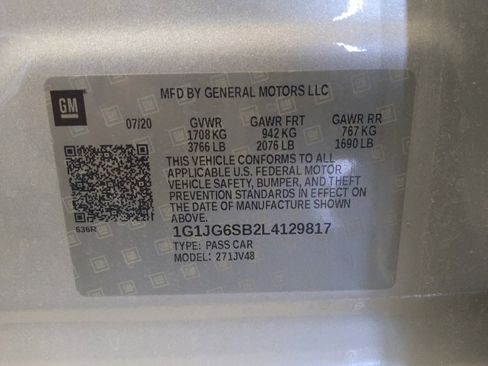 GM
MFD BY GENERAL MOTORS LLC
07/20 GVWR GAWR FRT GAWR RR
1708 KG 942 KG 767 KG
3766 LB 2076 LB 1690 LB
THIS VEHICLE CONFORMS TO ALL
APPLICABLE U.S. FEDERAL MOTOR
VEHICLE SAFETY, BUMPER, AND THEFT
PREVENTION STANDARDS IN EFFECT ON
THE DATE OF MANUFACTURE SHOWN
ABOVE.
636R
1G1JG6SB2L4129817
TYPE: PASS CAR
MODEL: 271JV48